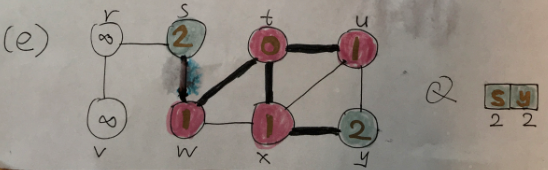 r s t u
(e) ∞ 2 0 1 Q s y
2 2
∞ 1 1 2
v w x y